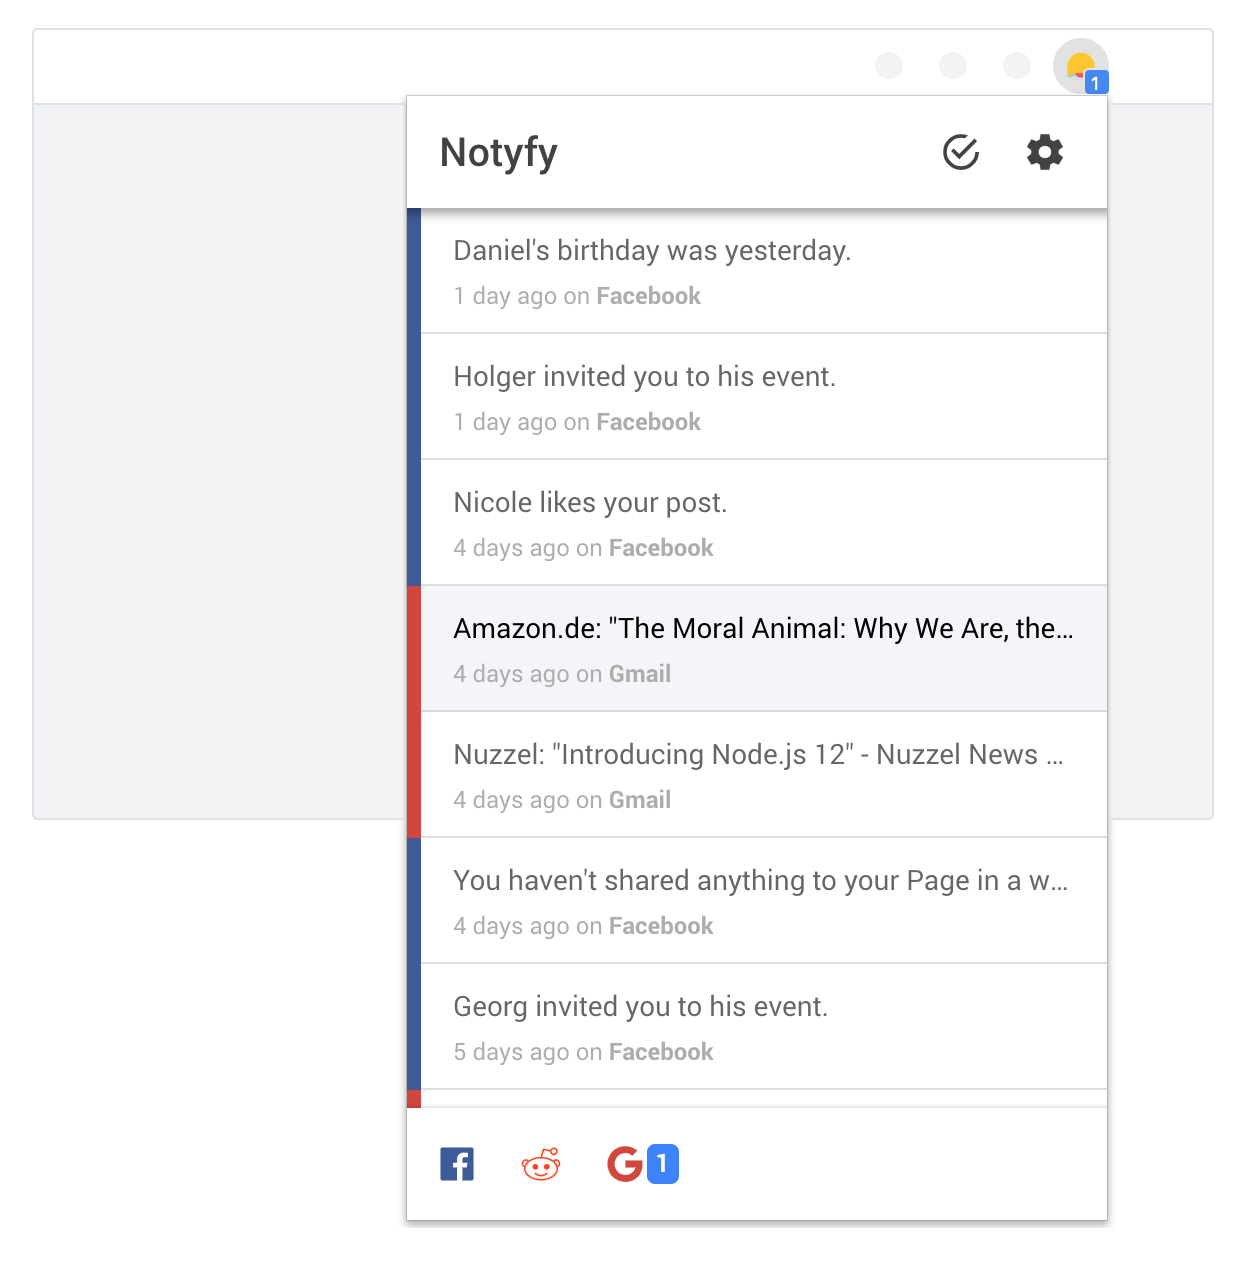 1
Notyfy
Daniel's birthday was yesterday.
1 day ago on Facebook
Holger invited you to his event.
1 day ago on Facebook
Nicole likes your post.
4 days ago on Facebook
Amazon.de: "The Moral Animal: Why We Are, the...
4 days ago on Gmail
Nuzzel: "Introducing Node.js 12" - Nuzzel News ...
4 days ago on Gmail
You haven't shared anything to your Page in a w...
4 days ago on Facebook
Georg invited you to his event.
5 days ago on Facebook
1